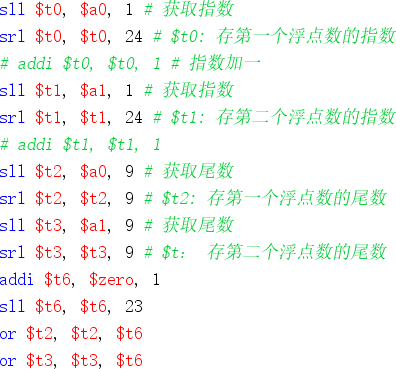 sll $t0, $a0, 1 # 获取指数
srl $t0, $t0, 24 # $t0: 存第一个浮点数的指数
# addi $t0, $t0, 1 # 指数加一
sll $t1, $a1, 1 # 获取指数
srl $t1, $t1, 24 # $t1: 存第二个浮点数的指数
# addi $t1, $t1, 1
sll $t2, $a0, 9 # 获取尾数
srl $t2, $t2, 9 # $t2: 存第一个浮点数的尾数
sll $t3, $a1, 9 # 获取尾数
srl $t3, $t3, 9 # $t： 存第二个浮点数的尾数
addi $t6, $zero, 1
sll $t6, $t6, 23
or $t2, $t2, $t6
or $t3, $t3, $t6